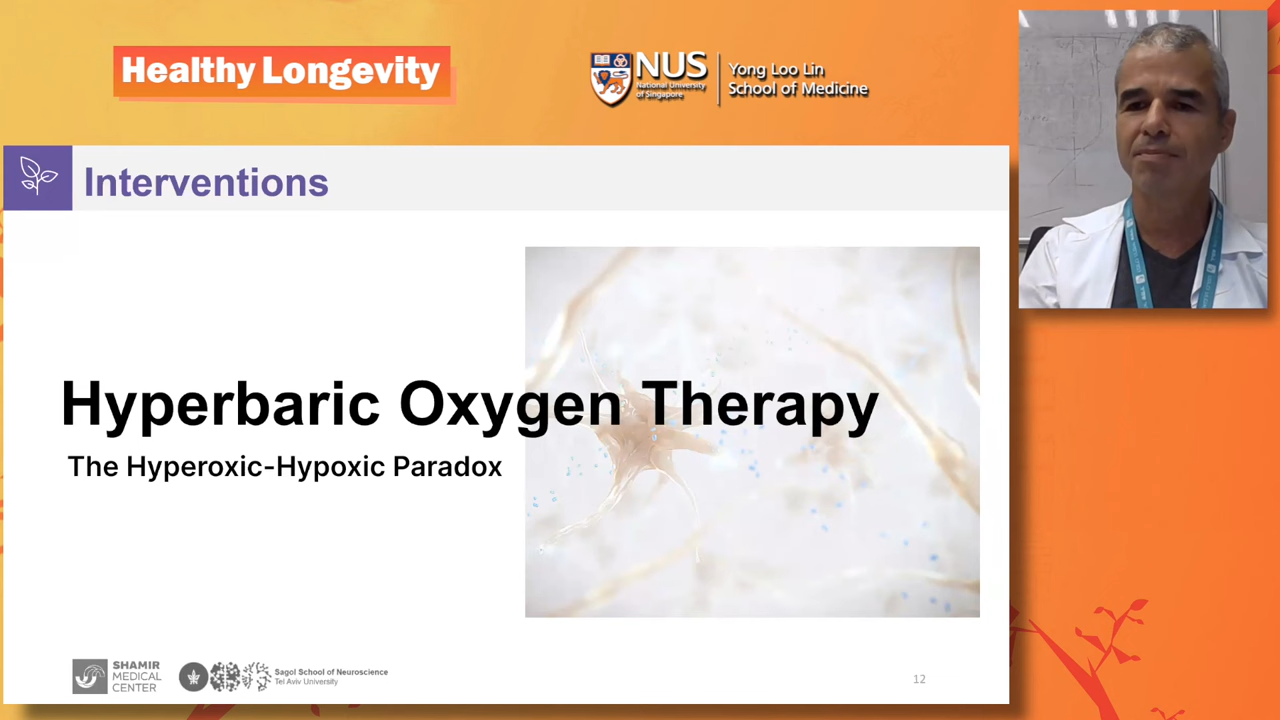 Healthy Longevity
NUS
National University
of Singapore
Yong Loo Lin
School of Medicine
Interventions
Hyperbaric Oxygen Therapy
The Hyperoxic-Hypoxic Paradox
SHAMIR
MEDICAL
CENTER
Sagol School of Neuroscience
Tel Aviv University
12